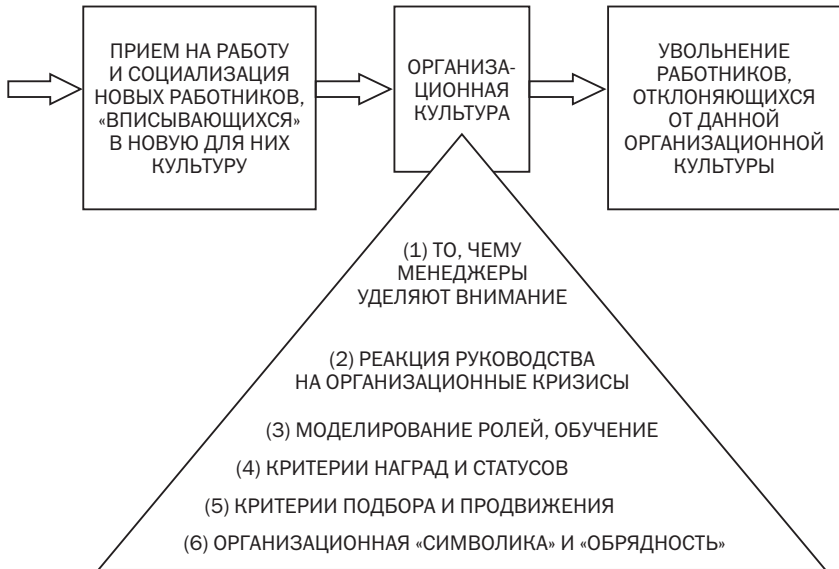 ПРИЕМ НА РАБОТУ
И СОЦИАЛИЗАЦИЯ
НОВЫХ РАБОТНИКОВ,
«ВПИСЫВАЮЩИХСЯ»
В НОВУЮ ДЛЯ НИХ
КУЛЬТУРУ
ОРГАНИЗА-
ЦИОННАЯ
КУЛЬТУРА
УВОЛЬНЕНИЕ
РАБОТНИКОВ,
ОТКЛОНЯЮЩИХСЯ
ОТ ДАННОЙ
ОРГАНИЗАЦИОННОЙ
КУЛЬТУРЫ
(1) ТО, ЧЕМУ
МЕНЕДЖЕРЫ
УДЕЛЯЮТ ВНИМАНИЕ
(2) РЕАКЦИЯ РУКОВОДСТВА
НА ОРГАНИЗАЦИОННЫЕ КРИЗИСЫ
(3) МОДЕЛИРОВАНИЕ РОЛЕЙ, ОБУЧЕНИЕ
(4) КРИТЕРИИ НАГРАД И СТАТУСОВ
(5) КРИТЕРИИ ПОДБОРА И ПРОДВИЖЕНИЯ
(6) ОРГАНИЗАЦИОННАЯ «СИМВОЛИКА» И «ОБРЯДНОСТЬ»